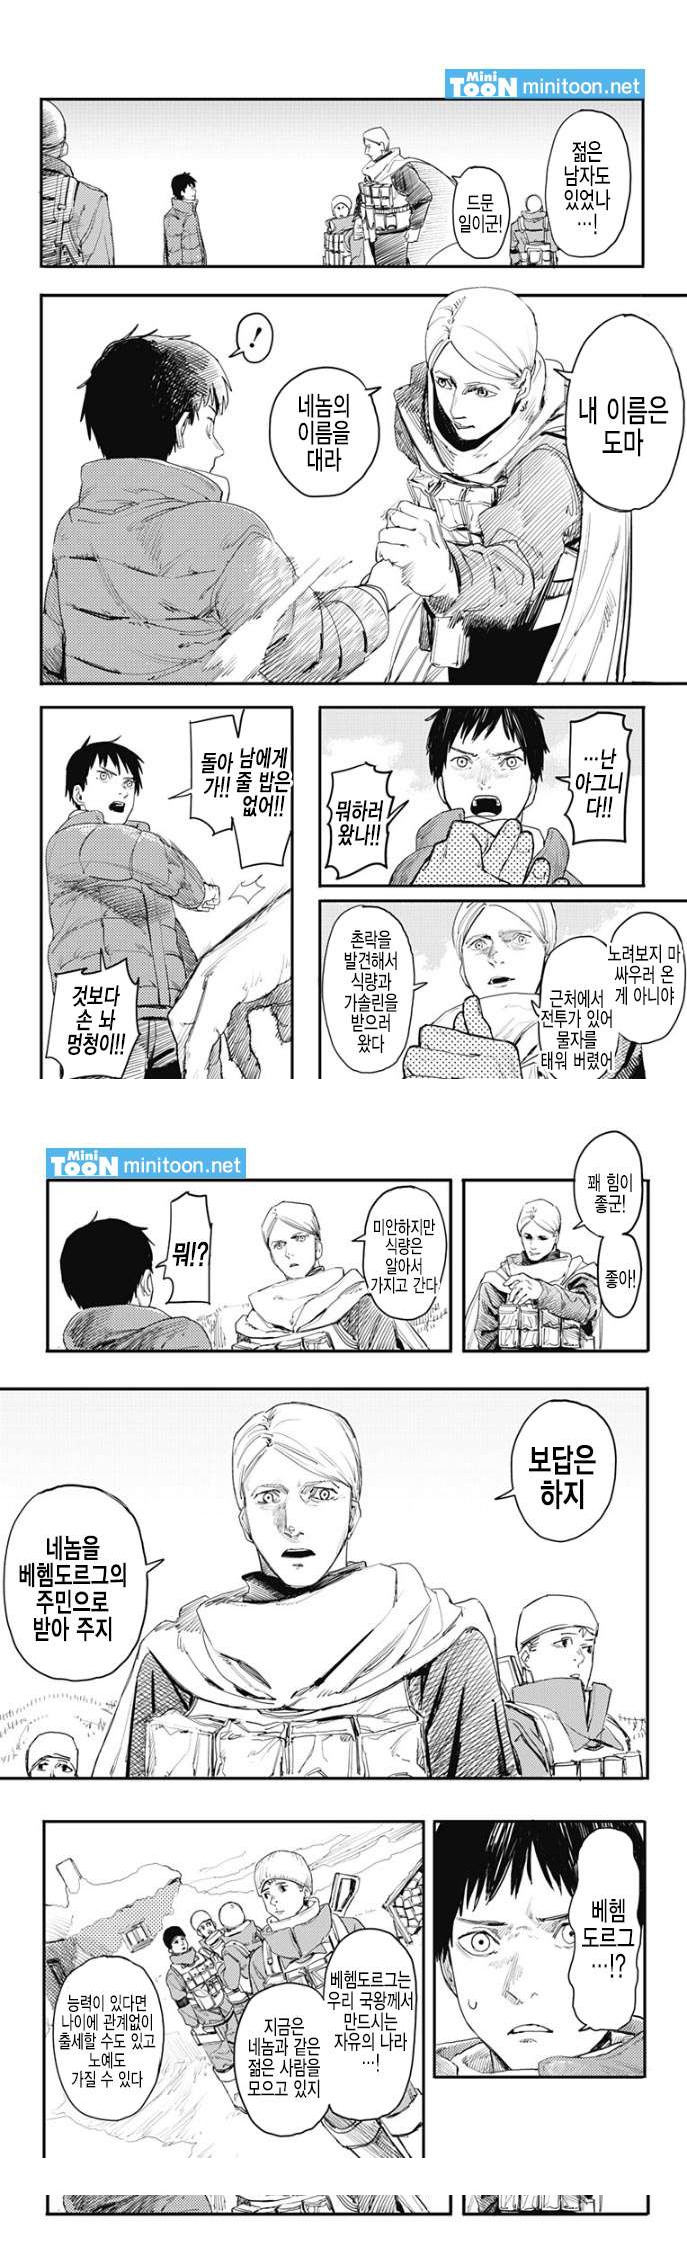 Mini
TOON minitoon.net
젊은
남자도
있었나
…!
드문
일이군!
내 이름은
도마
네놈의
이름을
대라
!
…난
아그니
다!!
뭐하러
왔나!!
남에게
줄 밥은
없어!!
돌아
가!!
것보다
손 놔
멍청이!!
노려보지 마
싸우러 온
게 아니야
근처에서
전투가 있어
물자를
태워 버렸어
촌락을
발견해서
식량과
가솔린을
받으러
왔다
Mini
TOON minitoon.net
꽤 힘이
좋군!
좋아!
미안하지만
식량은
알아서
가지고 간다
뭐!?
보답은
하지
네놈을
베헴도르그의
주민으로
받아 주지
베헴
도르그
…!?
베헴도르그는
우리 국왕께서
만드시는
자유의 나라
…!
지금은
네놈과 같은
젊은 사람을
모으고 있지
능력이 있다면
나이에 관계없이
출세할 수도 있고
노예도
가질 수 있다